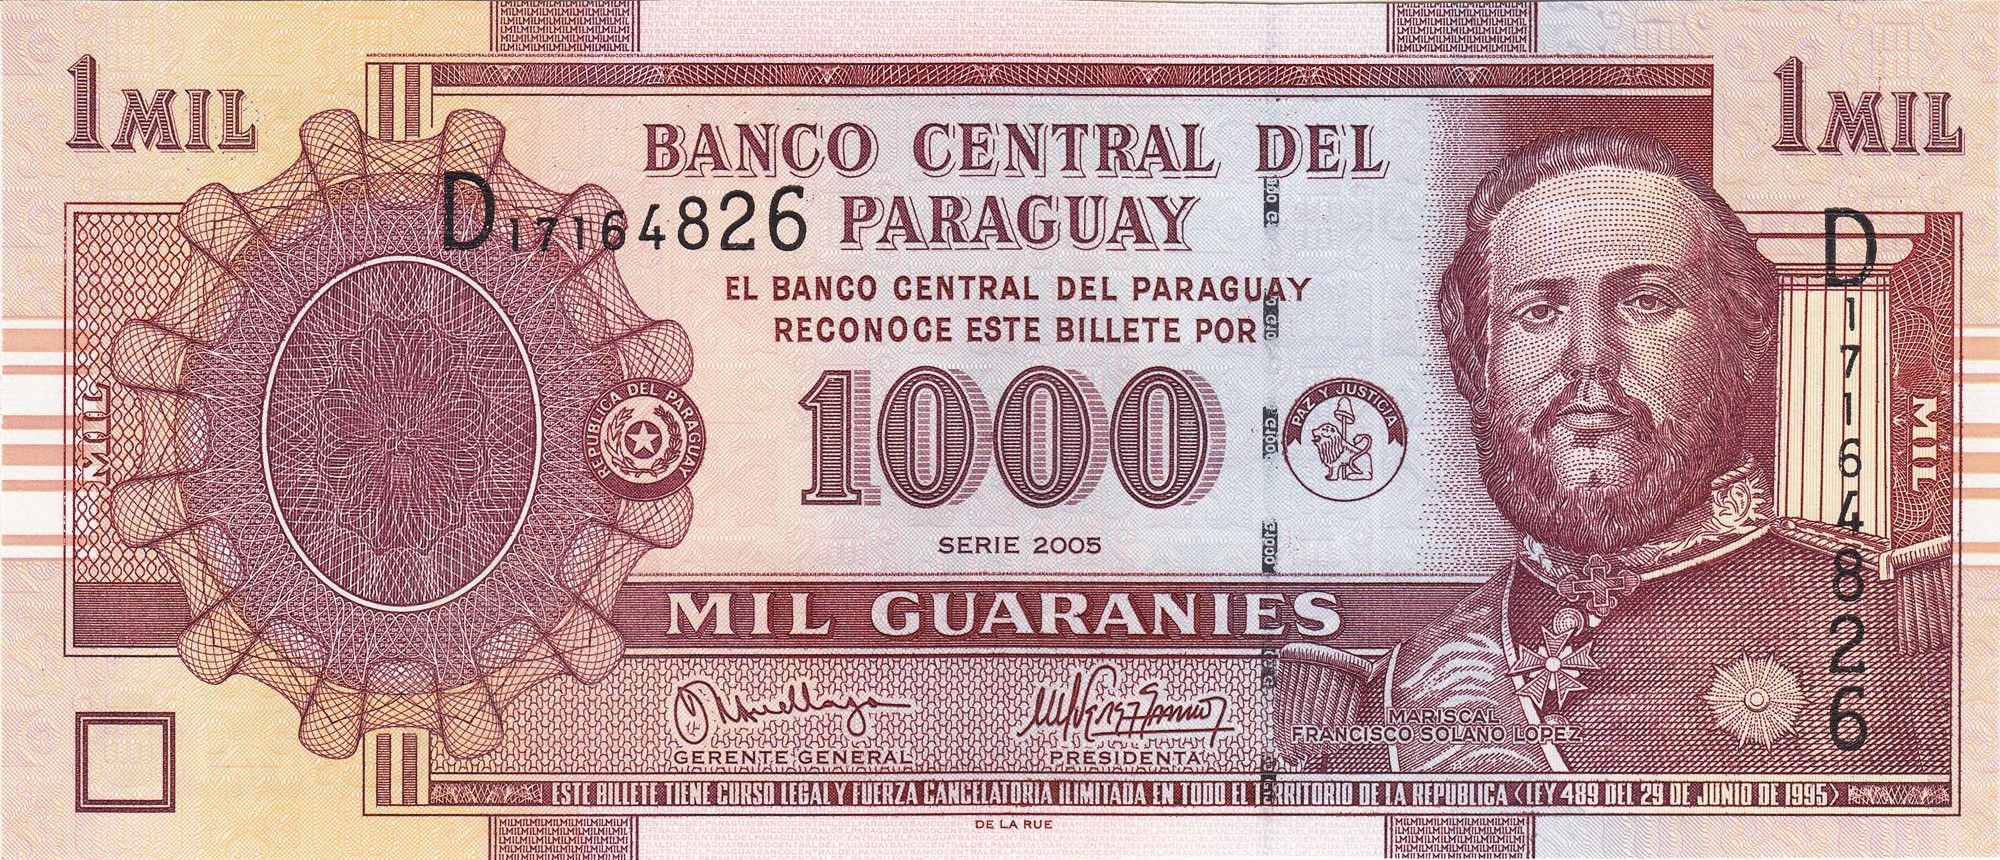 1 MIL
1 MIL
BANCO CENTRAL DEL
PARAGUAY
D17164826
D17164826
EL BANCO CENTRAL DEL PARAGUAY
RECONOCE ESTE BILLETE POR
1000
REPUBLICA DEL PARAGUAY
PAZ Y JUSTICIA
MIL
MIL
SERIE 2005
MIL GUARANIES
GERENTE GENERAL
PRESIDENTA
MARISCAL
FRANCISCO SOLANO LOPEZ
ESTE BILLETE TIENE CURSO LEGAL Y FUERZA CANCELATORIA ILIMITADA EN TODO EL TERRITORIO DE LA REPUBLICA <LEY 489 DEL 29 DE JUNIO DE 1995>
DE LA RUE